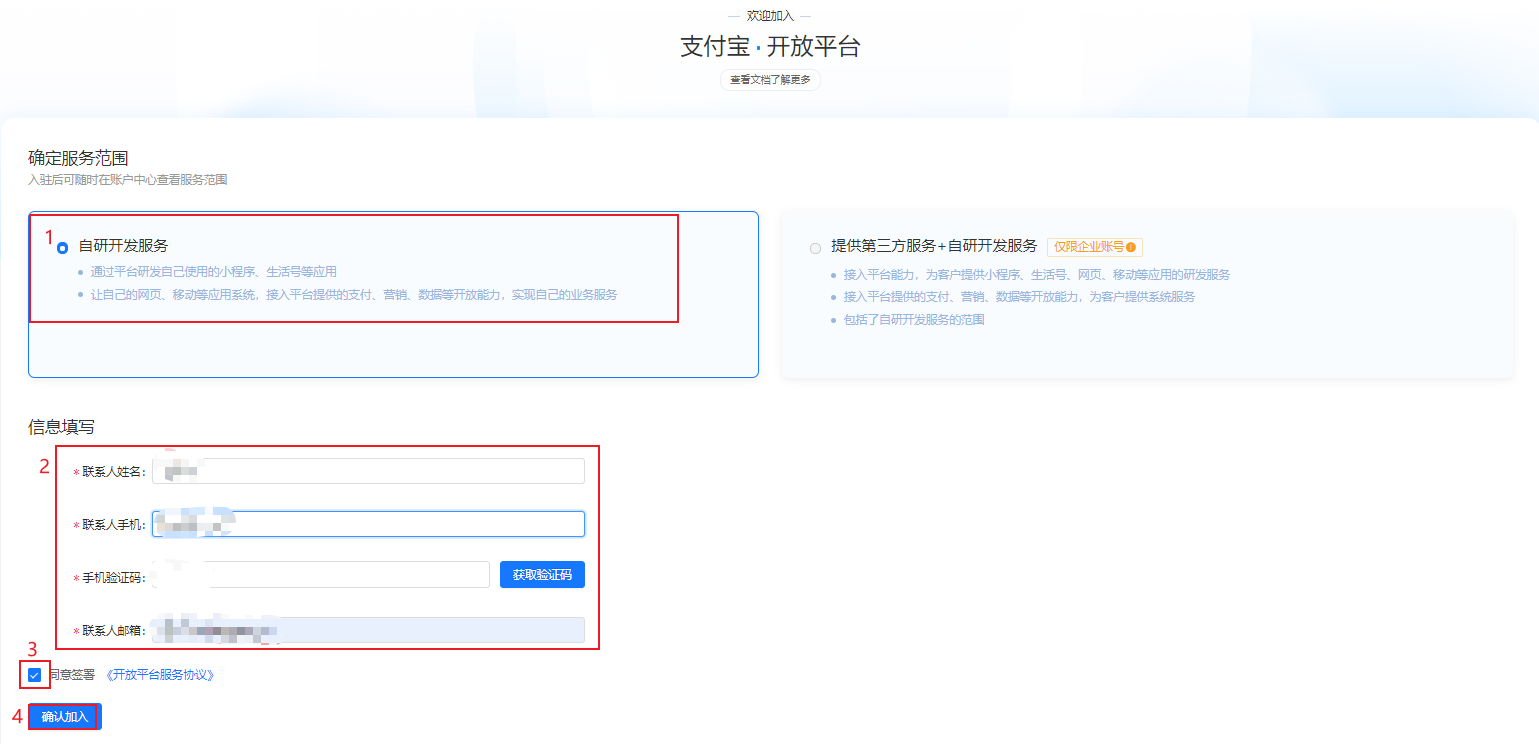 欢迎加入
支付宝·开放平台
查看文档了解更多
确定服务范围
入驻后可随时在账户中心查看服务范围
1
自研开发服务
通过平台研发自己使用的小程序、生活号等应用
让自己的网页、移动等应用系统，接入平台提供的支付、营销、数据等开放能力，实现自己的业务服务
提供第三方服务+自研开发服务 仅限企业账号
接入平台能力，为客户提供小程序、生活号、网页、移动等应用的研发服务
接入平台提供的支付、营销、数据等开放能力，为客户提供系统服务
包括了自研开发服务的范围
信息填写
2
* 联系人姓名:
* 联系人手机:
* 手机验证码: 获取验证码
* 联系人邮箱:
3
同意签署 《开放平台服务协议》
4 确认加入